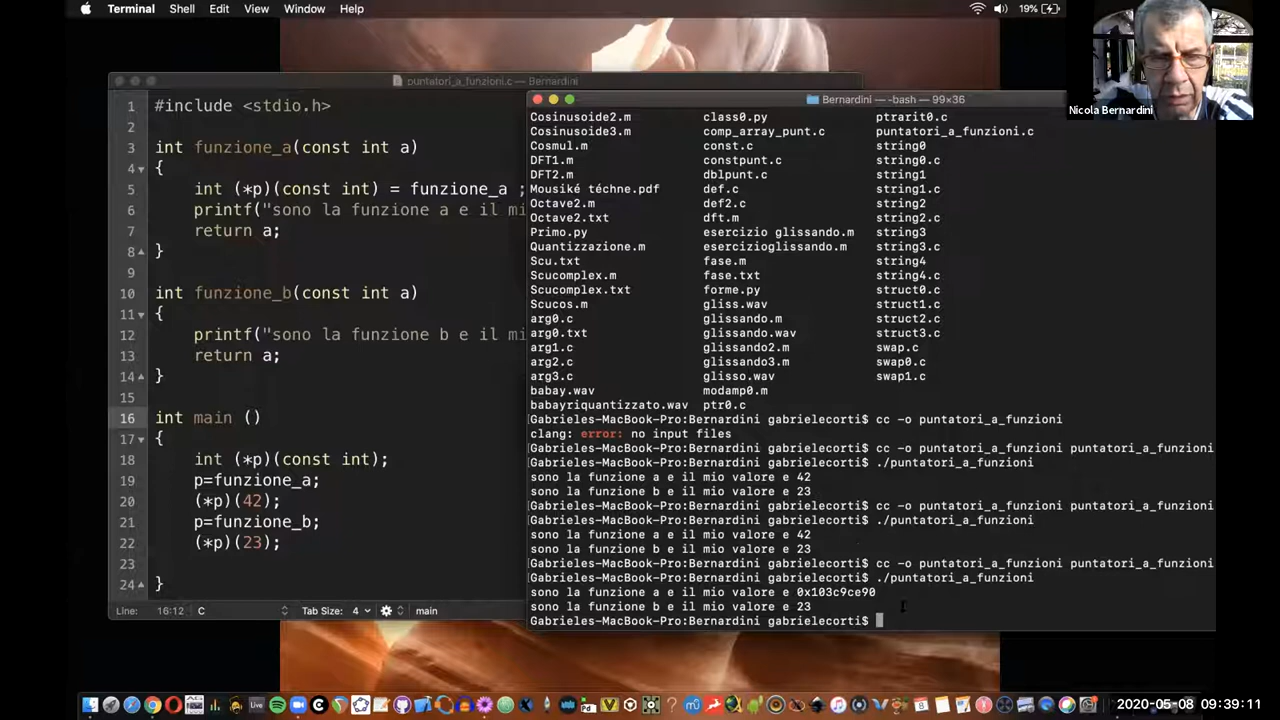 Terminal Shell Edit View Window Help 19%
Nicola Bernardini
puntatori_a_funzioni.c — Bernardini
1 #include <stdio.h>
2
3 int funzione_a(const int a)
4 {
5 int (*p)(const int) = funzione_a ;
6 printf("sono la funzione a e il mi
7 return a;
8 }
9
10 int funzione_b(const int a)
11 {
12 printf("sono la funzione b e il mi
13 return a;
14 }
15
16 int main ()
17 {
18 int (*p)(const int);
19 p=funzione_a;
20 (*p)(42);
21 p=funzione_b;
22 (*p)(23);
23
24 }
Line: 16:12 C Tab Size: 4 main
Bernardini — -bash — 99×36
Cosinusoide2.m class0.py ptrarit0.c
Cosinusoide3.m comp_array_punt.c puntatori_a_funzioni.c
Cosmul.m const.c string0
DFT1.m constpunt.c string0.c
DFT2.m dblpunt.c string1
Mousiké téchne.pdf def.c string1.c
Octave2.m def2.c string2
Octave2.txt dft.m string2.c
Primo.py esercizio glissando.m string3
Quantizzazione.m esercizioglissando.m string3.c
Scu.txt fase.m string4
Scucomplex.m fase.txt string4.c
Scucomplex.txt forme.py struct0.c
Scucos.m gliss.wav struct1.c
arg0.c glissando.m struct2.c
arg0.txt glissando.wav struct3.c
arg1.c glissando2.m swap.c
arg2.c glissando3.m swap0.c
arg3.c glisso.wav swap1.c
babay.wav modamp0.m
babayriquantizzato.wav ptr0.c
Gabrieles-MacBook-Pro:Bernardini gabrielecorti$ cc -o puntatori_a_funzioni
clang: error: no input files
Gabrieles-MacBook-Pro:Bernardini gabrielecorti$ cc -o puntatori_a_funzioni puntatori_a_funzioni
Gabrieles-MacBook-Pro:Bernardini gabrielecorti$ ./puntatori_a_funzioni
sono la funzione a e il mio valore e 42
sono la funzione b e il mio valore e 23
Gabrieles-MacBook-Pro:Bernardini gabrielecorti$ cc -o puntatori_a_funzioni puntatori_a_funzioni
Gabrieles-MacBook-Pro:Bernardini gabrielecorti$ ./puntatori_a_funzioni
sono la funzione a e il mio valore e 42
sono la funzione b e il mio valore e 23
Gabrieles-MacBook-Pro:Bernardini gabrielecorti$ cc -o puntatori_a_funzioni puntatori_a_funzioni
Gabrieles-MacBook-Pro:Bernardini gabrielecorti$ ./puntatori_a_funzioni
sono la funzione a e il mio valore e 0x103c9ce90
sono la funzione b e il mio valore e 23
Gabrieles-MacBook-Pro:Bernardini gabrielecorti$
Live Pd
2020-05-08 09:39:11